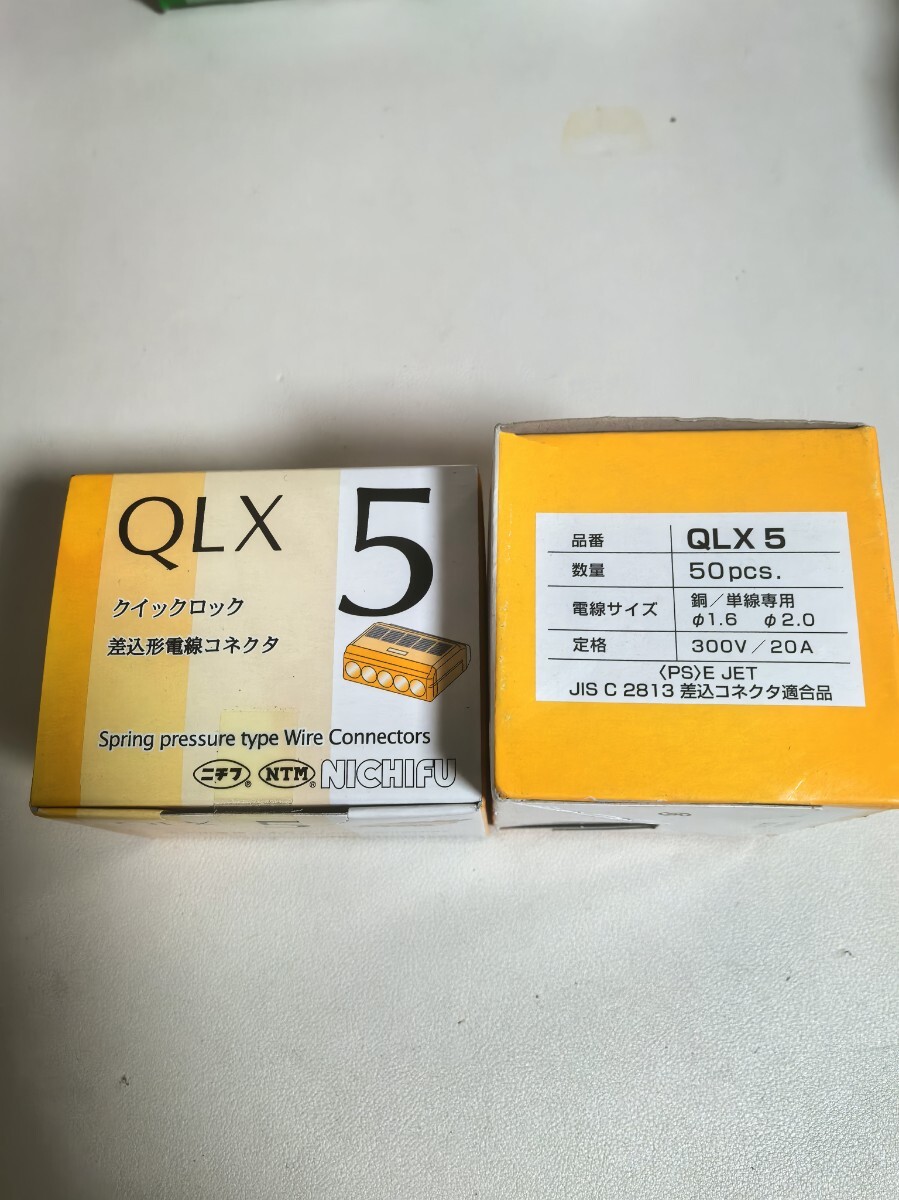 QLX 5
クイックロック
差込形電線コネクタ
Spring pressure type Wire Connectors
ニチフ® NTM® NICHIFU
品番 QLX 5
数量 50pcs.
電線サイズ 銅／単線専用
φ1.6 φ2.0
定格 300V／20A
〈PS〉E JET
JIS C 2813 差込コネクタ適合品